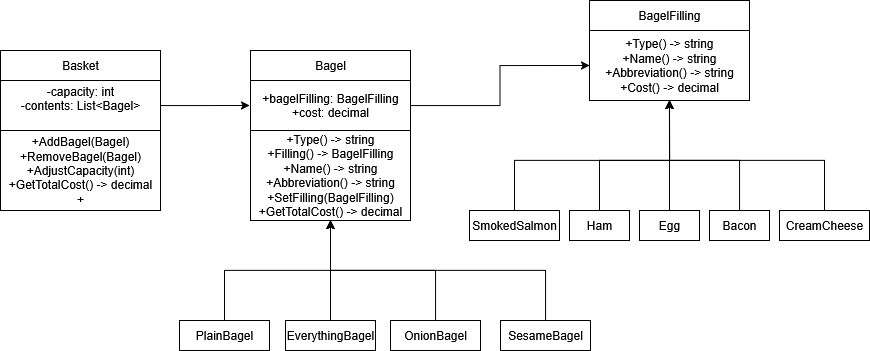 Basket
-capacity: int
-contents: List<Bagel>
+AddBagel(Bagel)
+RemoveBagel(Bagel)
+AdjustCapacity(int)
+GetTotalCost() -> decimal
+
Bagel
+bagelFilling: BagelFilling
+cost: decimal
+Type() -> string
+Filling() -> BagelFilling
+Name() -> string
+Abbreviation() -> string
+SetFilling(BagelFilling)
+GetTotalCost() -> decimal
BagelFilling
+Type() -> string
+Name() -> string
+Abbreviation() -> string
+Cost() -> decimal
SmokedSalmon
Ham
Egg
Bacon
CreamCheese
PlainBagel
EverythingBagel
OnionBagel
SesameBagel